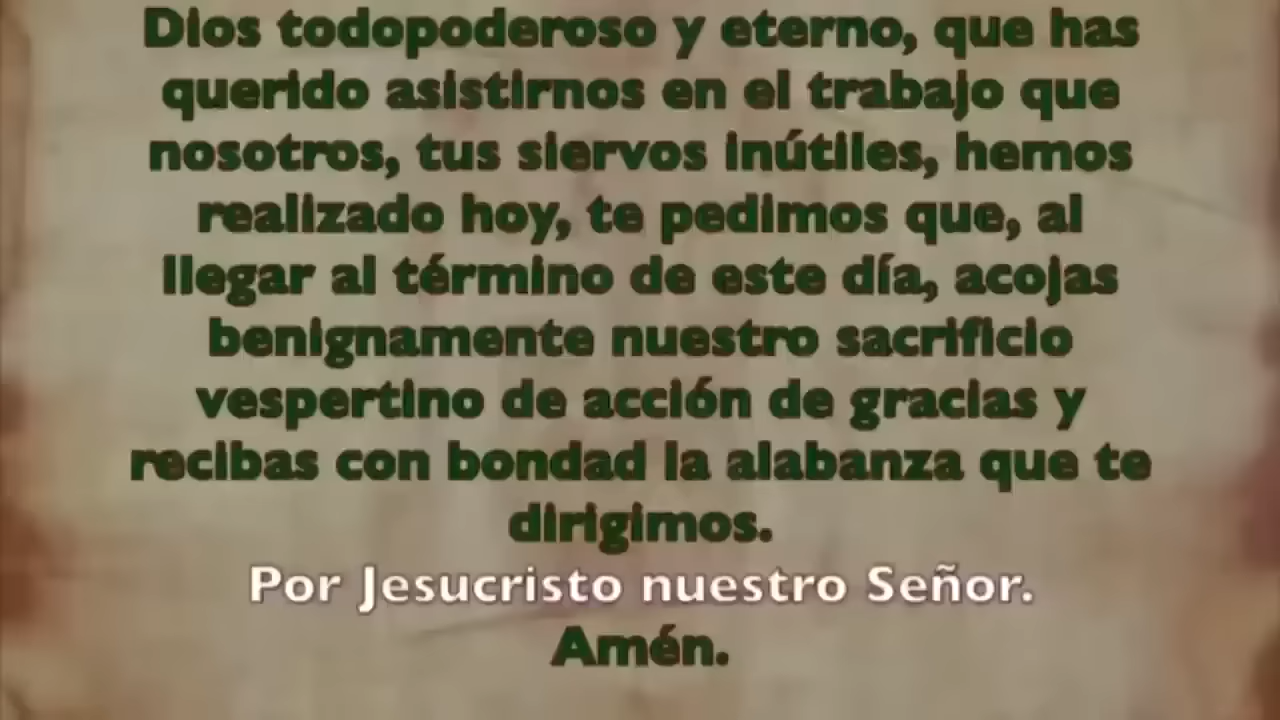 Dios todopoderoso y eterno, que has
querido asistirnos en el trabajo que
nosotros, tus siervos inútiles, hemos
realizado hoy, te pedimos que, al
llegar al término de este día, acojas
benignamente nuestro sacrificio
vespertino de acción de gracias y
recibas con bondad la alabanza que te
dirigimos.
Por Jesucristo nuestro Señor.
Amén.